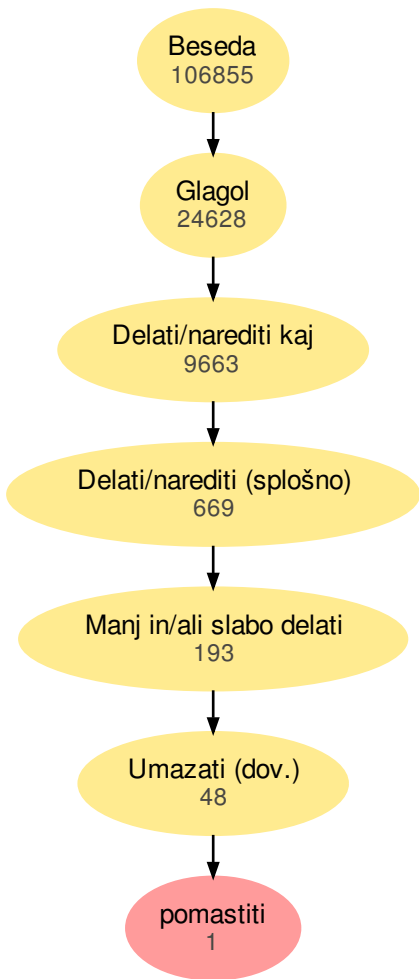 Beseda
106855
Glagol
24628
Delati/narediti kaj
9663
Delati/narediti (splošno)
669
Manj in/ali slabo delati
193
Umazati (dov.)
48
pomastiti
1